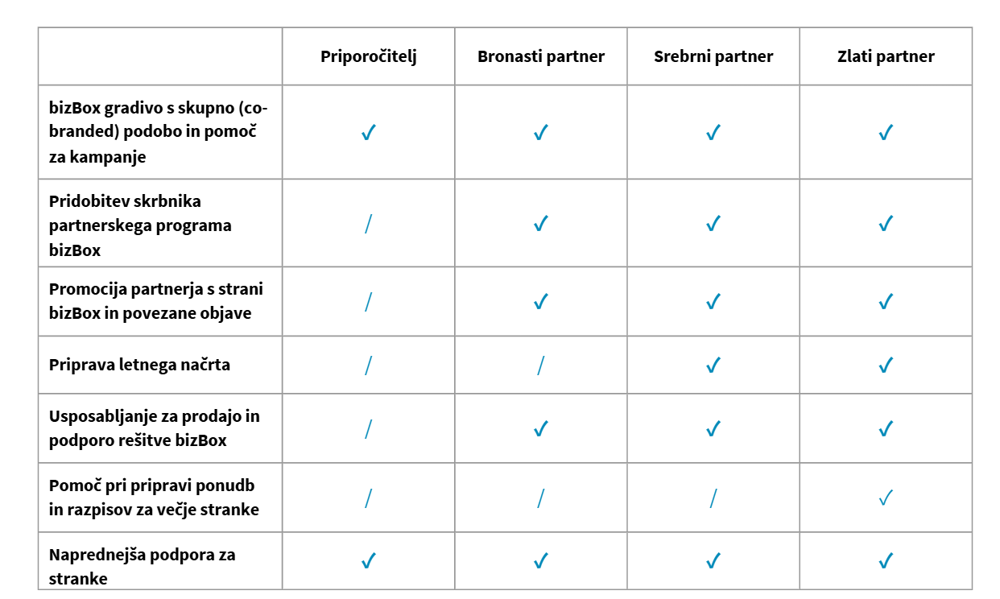 Priporočitelj Bronasti partner Srebrni partner Zlati partner
bizBox gradivo s skupno (co-
branded) podobo in pomoč
za kampanje
✓ ✓ ✓ ✓
Pridobitev skrbnika
partnerskega programa
bizBox
/ ✓ ✓ ✓
Promocija partnerja s strani
bizBox in povezane objave
/ ✓ ✓ ✓
Priprava letnega načrta
/ / ✓ ✓
Usposabljanje za prodajo in
podporo rešitve bizBox
/ ✓ ✓ ✓
Pomoč pri pripravi ponudb
in razpisov za večje stranke
/ / / ✓
Naprednejša podpora za
stranke
✓ ✓ ✓ ✓